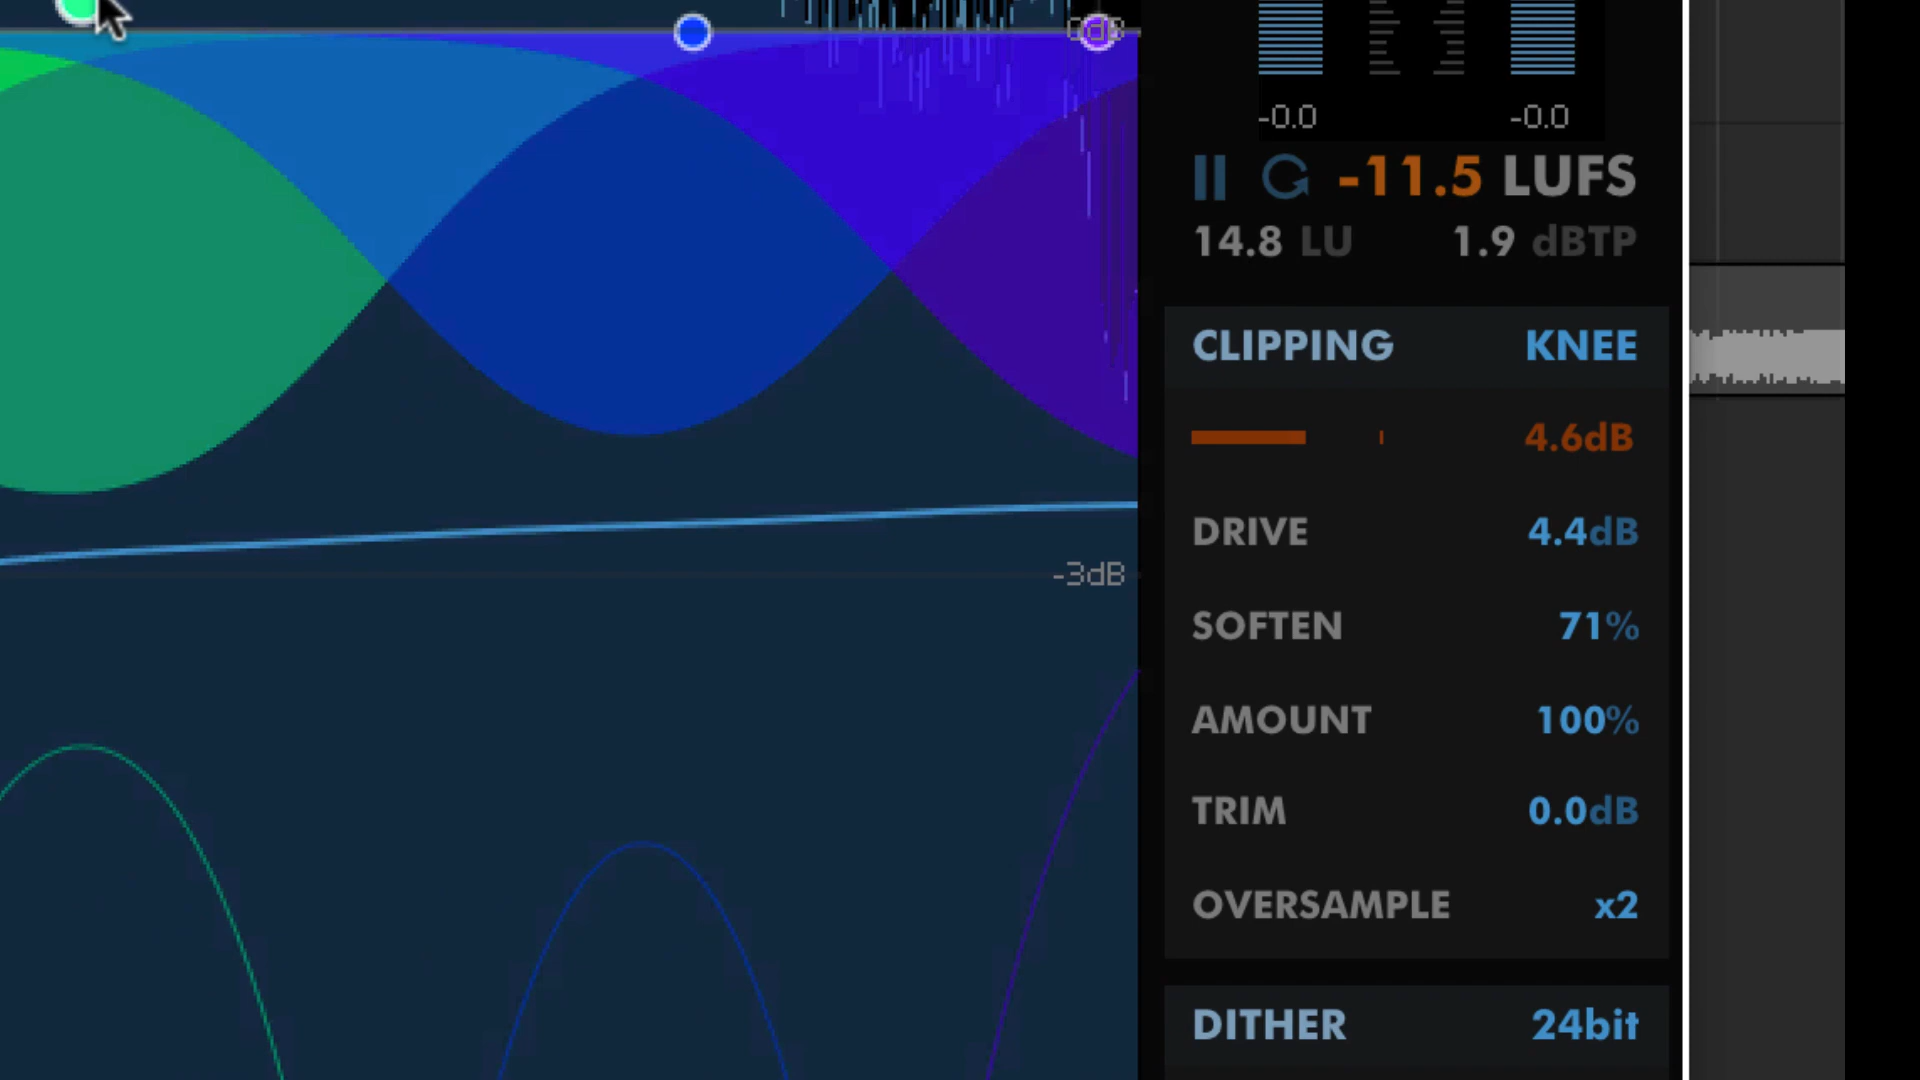 0dB
-0.0 -0.0
-11.5 LUFS
14.8 LU 1.9 dBTP
CLIPPING KNEE
4.6dB
DRIVE 4.4dB
-3dB
SOFTEN 71%
AMOUNT 100%
TRIM 0.0dB
OVERSAMPLE x2
DITHER 24bit